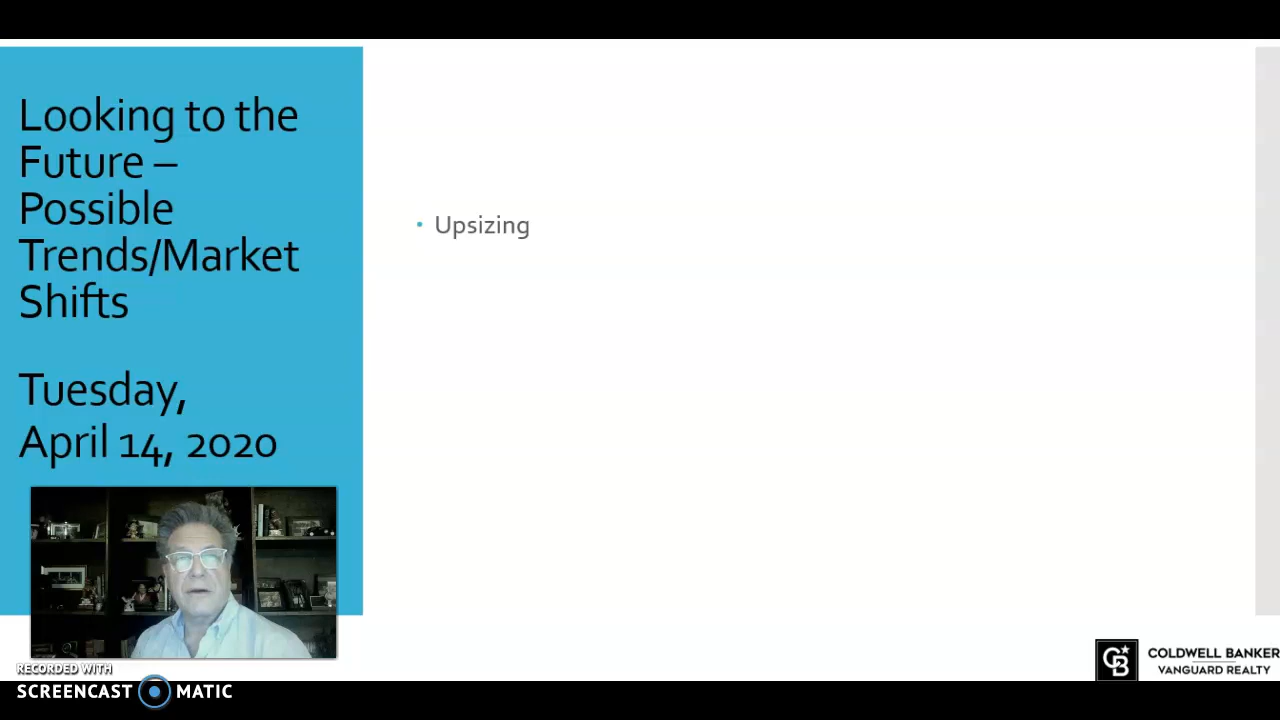 Looking to the
Future –
Possible
Trends/Market
Shifts
Tuesday,
April 14, 2020
• Upsizing
CB
COLDWELL BANKER
VANGUARD REALTY
RECORDED WITH
SCREENCAST MATIC